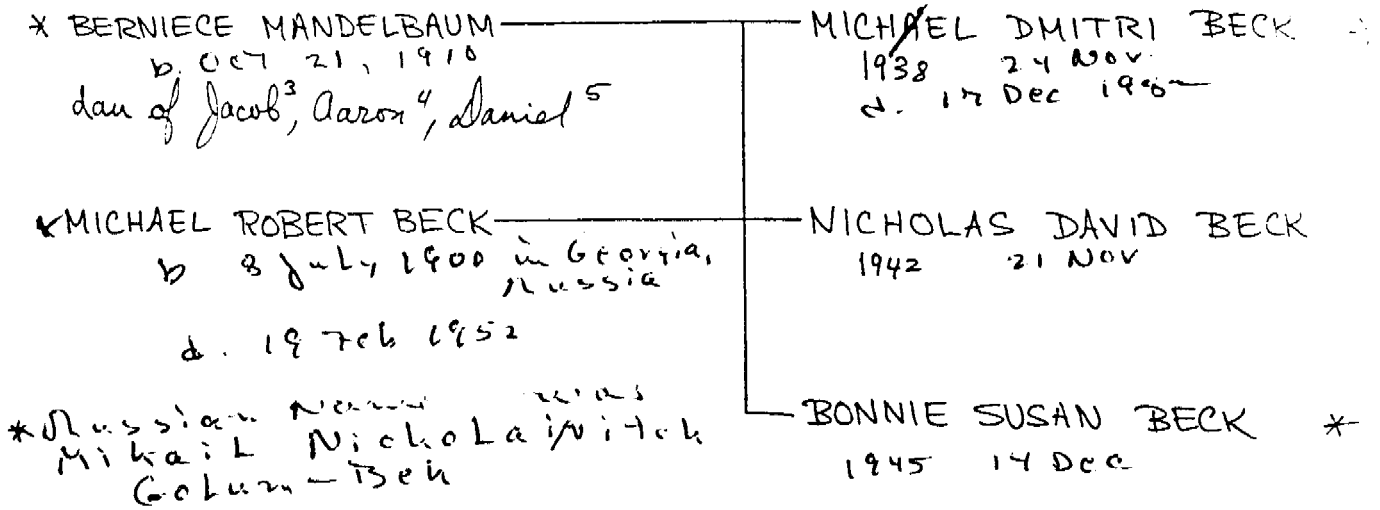 * BERNIECE MANDELBAUM
b. Oct 21, 1910
dau of Jacob³, Aaron⁴, Daniel⁵
MICHAEL DMITRI BECK
1938 24 Nov.
d. 17 Dec
MICHAEL ROBERT BECK
b 8 July 1900 in Georgia,
Russia
d. 19 Feb 1952
NICHOLAS DAVID BECK
1942 21 Nov
* Russian Name was
Mikail Nickolaivitch
BONNIE SUSAN BECK *
1945 14 Dec